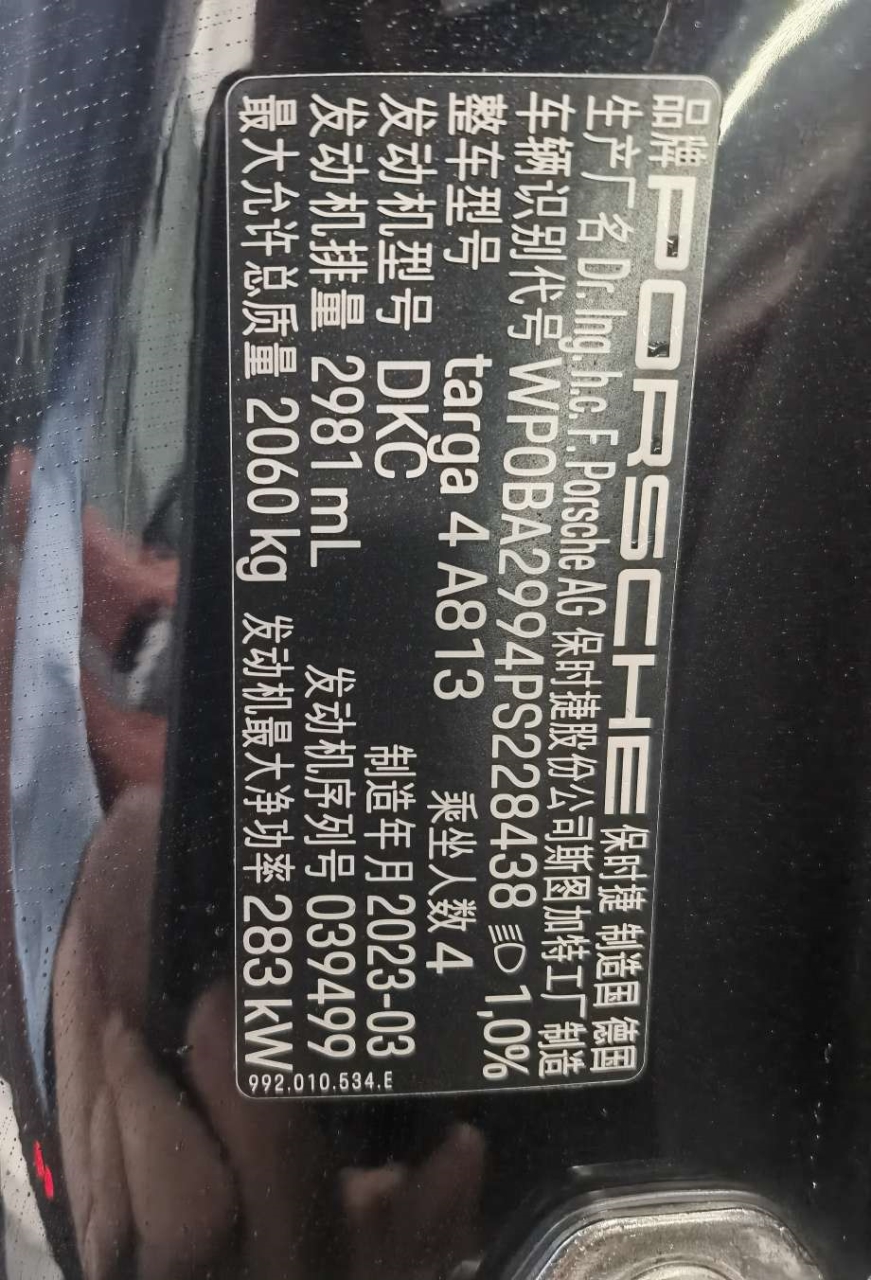 品牌 PORSCHE 保时捷 制造国 德国
生产厂名 Dr. Ing. h.c. F. Porsche AG 保时捷股份公司斯图加特工厂 制造
车辆识别代号 WP0BA2994PS228438 1,0%
整车型号 targa 4 A813 乘坐人数 4
发动机型号 DKC 制造年月 2023-03
发动机排量 2981 mL 发动机序列号 039499
最大允许总质量 2060 kg 发动机最大净功率 283 kW
992.010.534.E